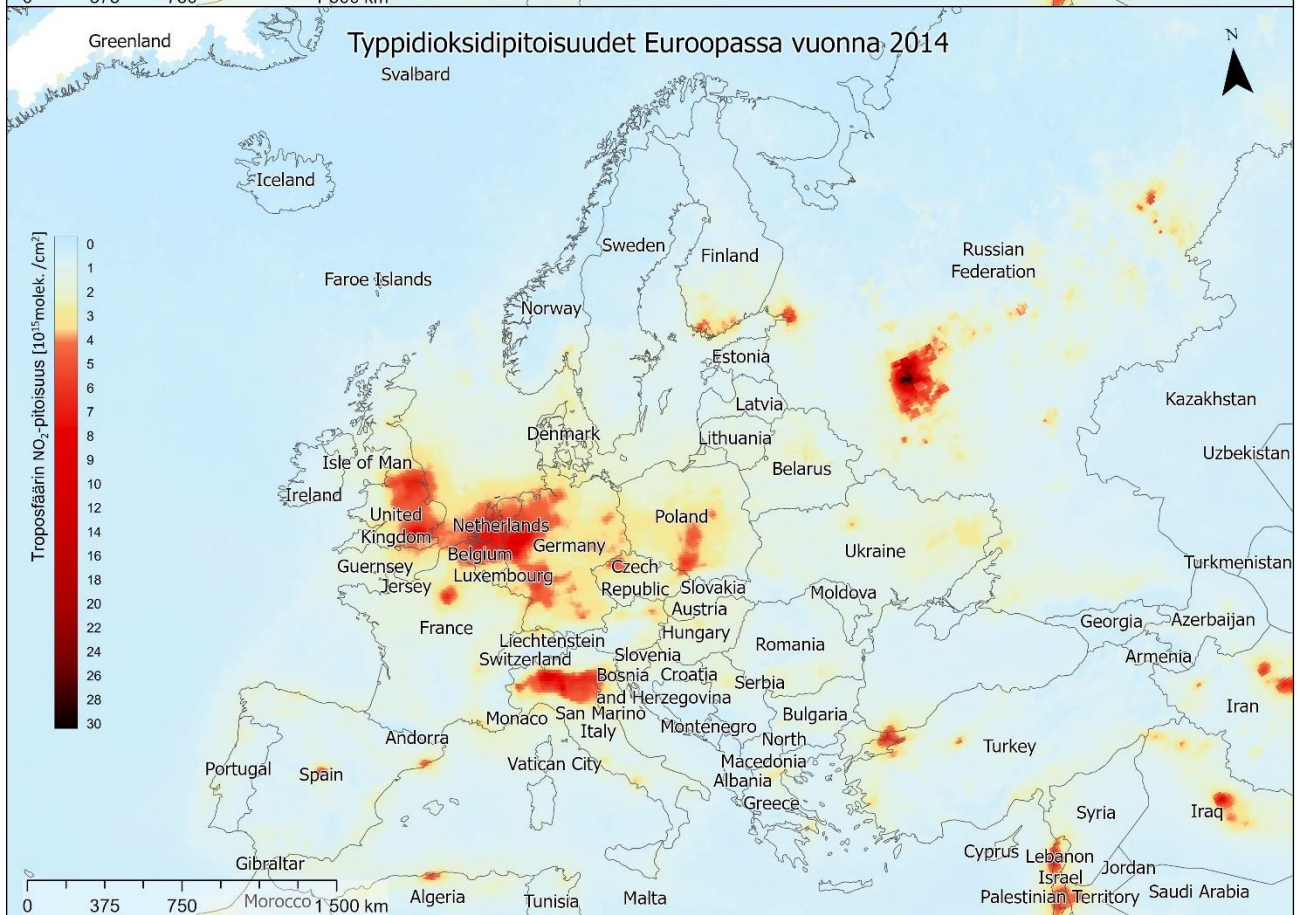 0 375 750 1 500 km
Greenland
Typpidioksidipitoisuudet Euroopassa vuonna 2014
Svalbard
N
Iceland
Sweden
Finland
Russian
Federation
Faroe Islands
Norway
Estonia
Latvia
Kazakhstan
Denmark
Lithuania
Uzbekistan
Isle of Man
Belarus
Ireland
United
Kingdom
Netherlands
Poland
Germany
Ukraine
Belgium
Guernsey
Czech
Republic
Turkmenistan
Jersey
Luxembourg
Slovakia
Moldova
Austria
France
Hungary
Georgia
Azerbaijan
Liechtenstein
Romania
Switzerland
Slovenia
Armenia
Bosnia
and Herzegovina
Croatia
Serbia
Iran
Monaco
San Marino
Italy
Montenegro
Bulgaria
Andorra
North
Macedonia
Turkey
Portugal
Spain
Vatican City
Albania
Greece
Syria
Iraq
Gibraltar
Cyprus
Lebanon
Jordan
Israel
Algeria
Tunisia
Malta
Palestinian Territory
Saudi Arabia
Morocco
Troposfäärin NO₂-pitoisuus [10¹⁵molek./cm²]
0
1
2
3
4
5
6
7
8
9
10
12
14
16
18
20
22
24
26
28
30
0 375 750 1 500 km